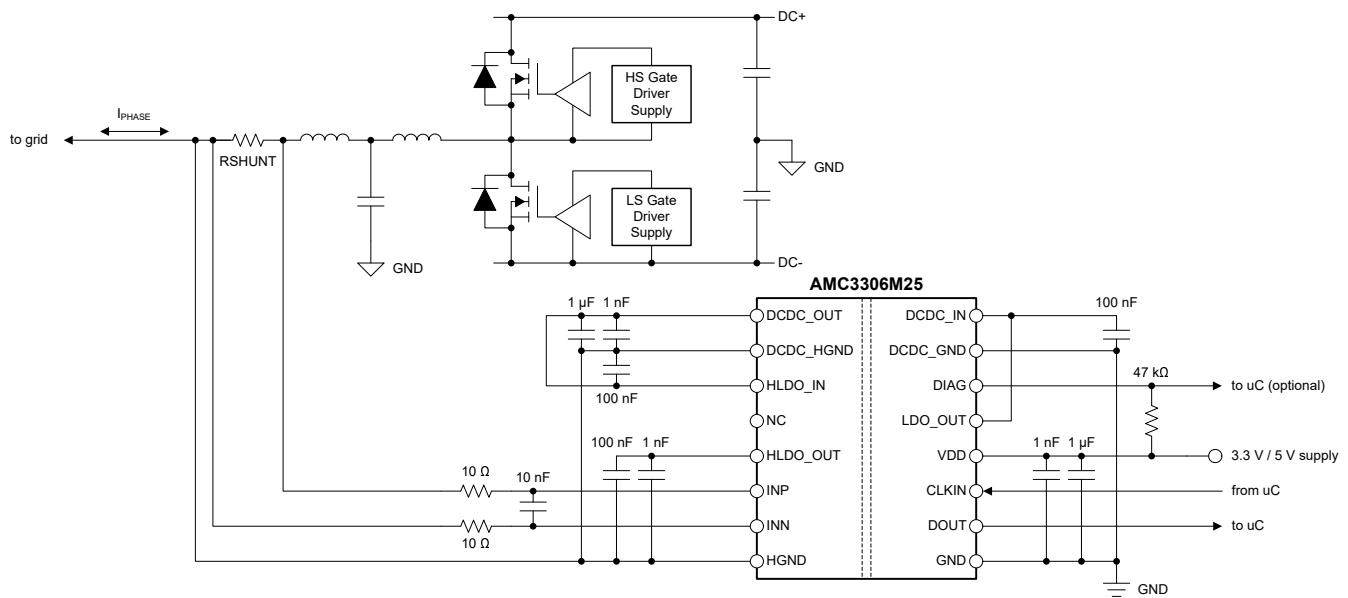 DC+
HS Gate
Driver
Supply
I_PHASE
to grid
RSHUNT
GND
LS Gate
Driver
Supply
GND
DC-
AMC3306M25
1 µF
1 nF
100 nF
DCDC_OUT
DCDC_IN
DCDC_HGND
DCDC_GND
47 kΩ
HLDO_IN
DIAG
to uC (optional)
100 nF
NC
LDO_OUT
100 nF
1 nF
1 nF
1 µF
HLDO_OUT
VDD
3.3 V / 5 V supply
10 Ω
10 nF
INP
CLKIN
from uC
INN
DOUT
to uC
10 Ω
HGND
GND
GND